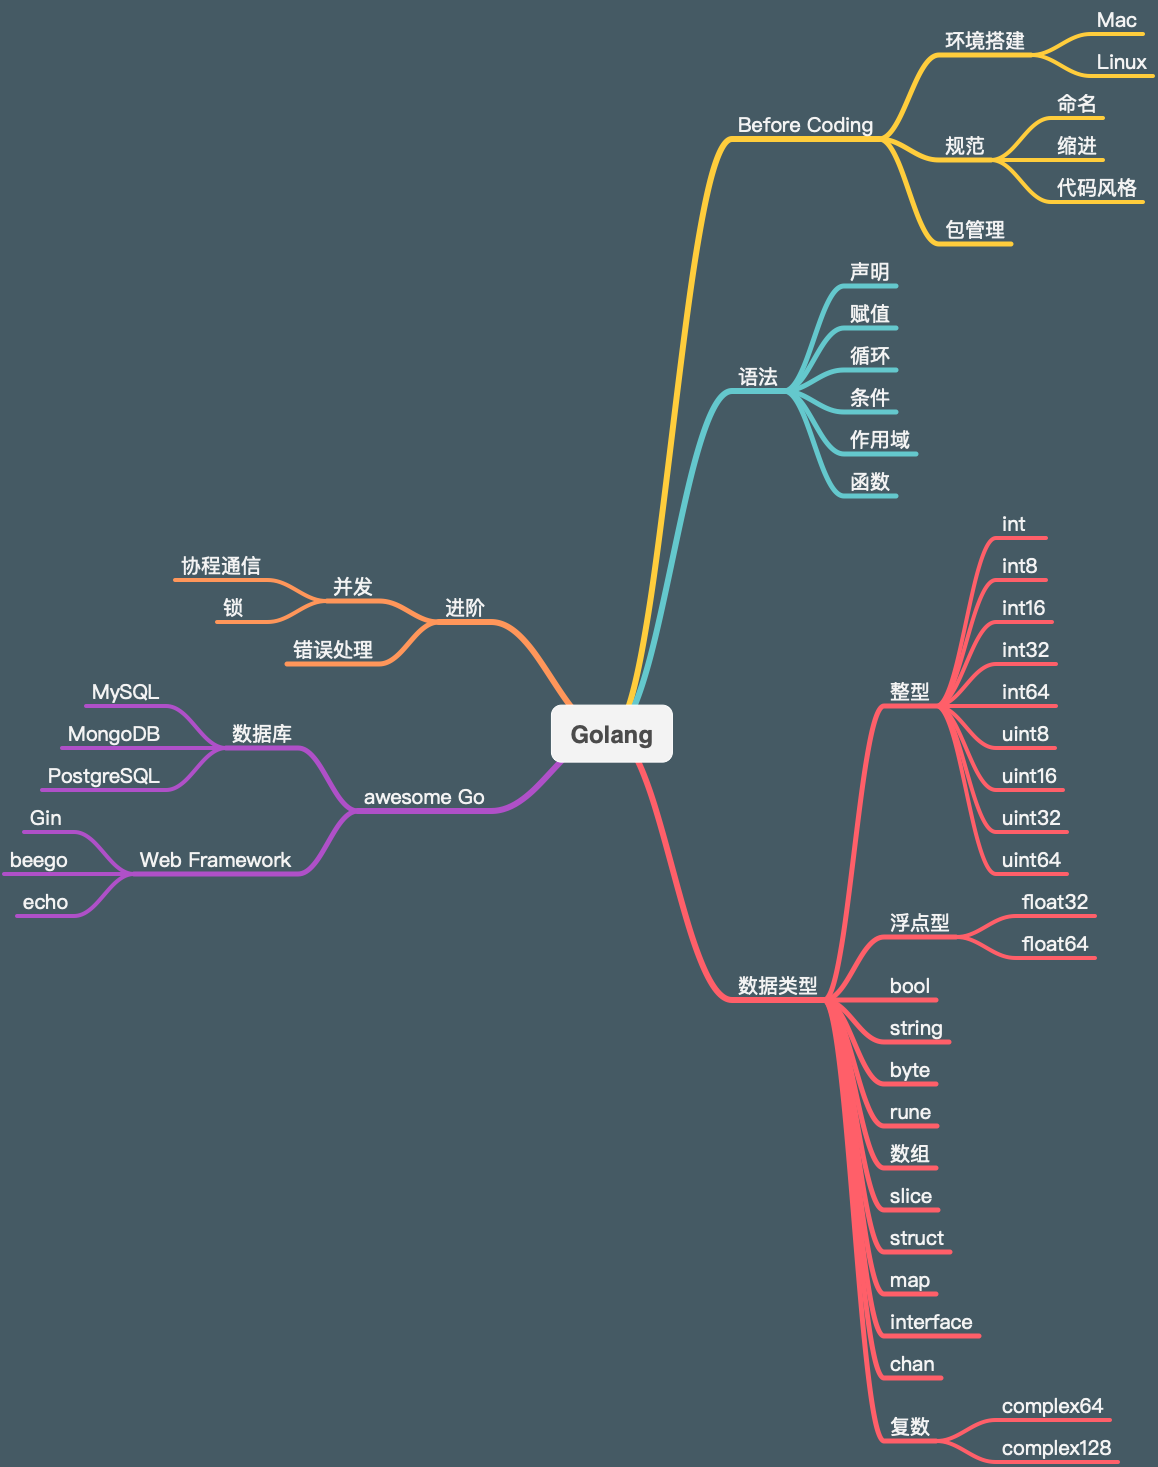 Golang
Before Coding
环境搭建
Mac
Linux
规范
命名
缩进
代码风格
包管理
语法
声明
赋值
循环
条件
作用域
函数
数据类型
整型
int
int8
int16
int32
int64
uint8
uint16
uint32
uint64
浮点型
float32
float64
bool
string
byte
rune
数组
slice
struct
map
interface
chan
复数
complex64
complex128
进阶
并发
协程通信
锁
错误处理
awesome Go
数据库
MySQL
MongoDB
PostgreSQL
Web Framework
Gin
beego
echo